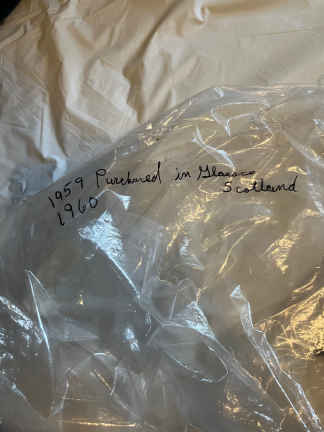 1959 Purchased in Glasgow
1960 Scotland